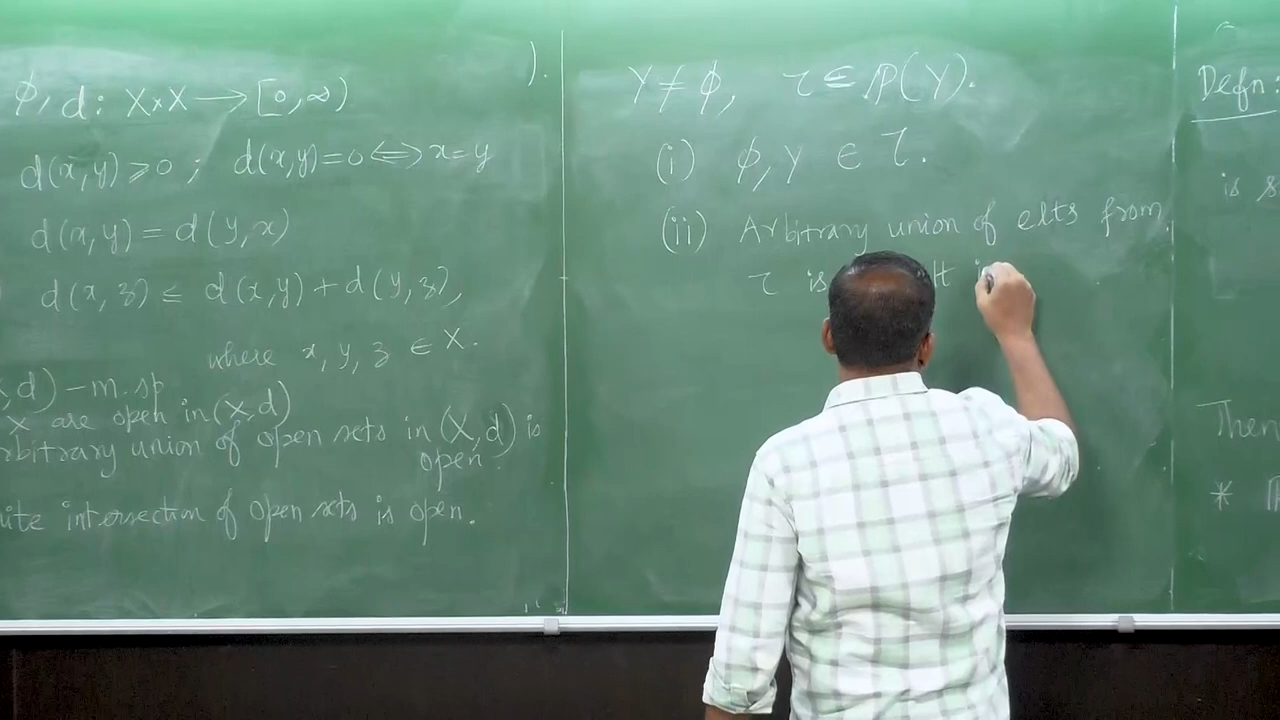 ).
ϕ, d: X×X → [0,∞)
d(x,y) ⩾ 0 ; d(x,y)=0 ⟺ x=y
d(x,y) = d(y,x)
d(x,z) ≤ d(x,y) + d(y,z),
where x, y, z ∈ X.
,d) – m.sp
X are open in (X,d)
rbitrary union of open sets in (X,d) is
open.
ite intersection of open sets is open.
Y ≠ ϕ, τ ⊆ P(Y).
(i) ϕ, Y ∈ τ.
(ii) Arbitrary union of elts from
τ is
Defn:
is s
Then
*